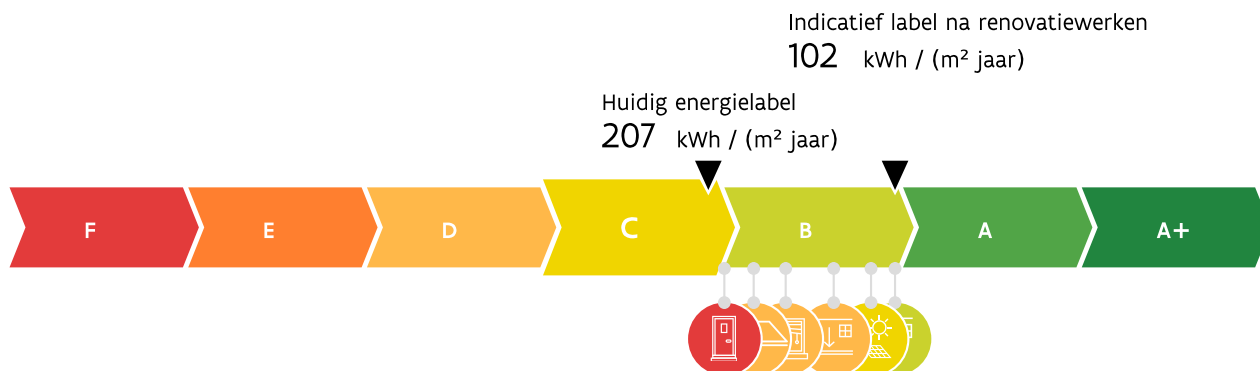 Indicatief label na renovatiewerken
102 kWh / (m² jaar)
Huidig energielabel
207 kWh / (m² jaar)
F E D C B A A+